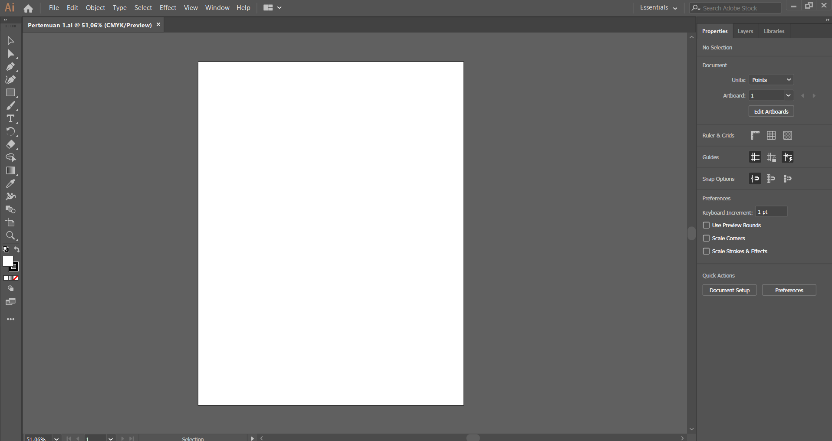 Ai File Edit Object Type Select Effect View Window Help Essentials Search Adobe Stock
Pertemuan 1.ai @ 51,06% (CMYK/Preview) ×
Properties Layers Libraries
No Selection
Document
Units: Points
Artboard: 1
Edit Artboards
Ruler & Grids
Guides
Snap Options
Preferences
Keyboard Increment: 1 pt
Use Preview Bounds
Scale Corners
Scale Strokes & Effects
Quick Actions
Document Setup Preferences
51,06% 1 Selection